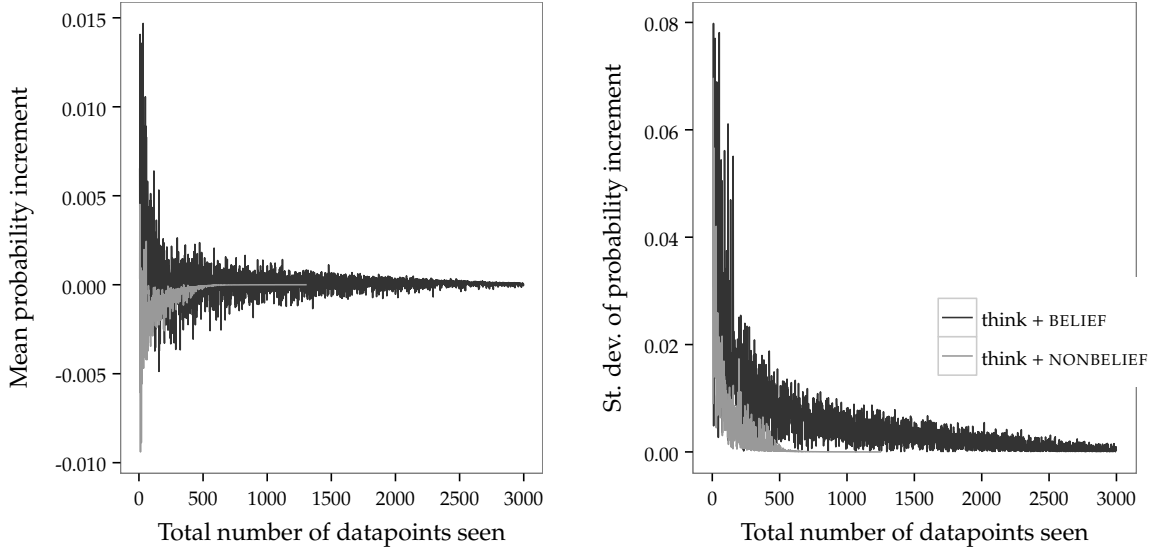 Mean probability increment
0.015
0.010
0.005
0.000
-0.005
-0.010
0 500 1000 1500 2000 2500 3000
Total number of datapoints seen
St. dev. of probability increment
0.08
0.06
0.04
0.02
0.00
0 500 1000 1500 2000 2500 3000
Total number of datapoints seen
think + BELIEF
think + NONBELIEF